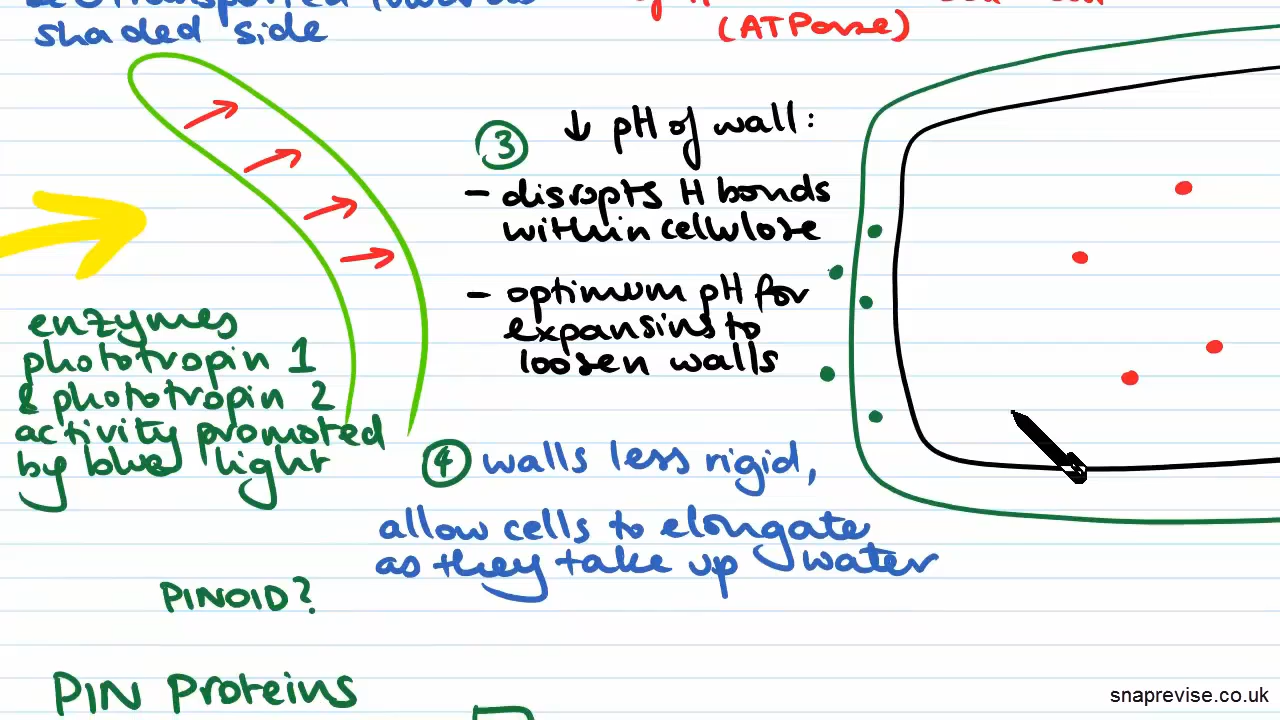 shaded side
(ATPase)
③ ↓ pH of wall:
- disrupts H bonds
within cellulose
- optimum pH for
expansins to
loosen walls
enzymes
phototropin 1
& phototropin 2
activity promoted
by blue light
④ walls less rigid,
allow cells to elongate
as they take up water
PINOID?
PIN Proteins
snaprevise.co.uk